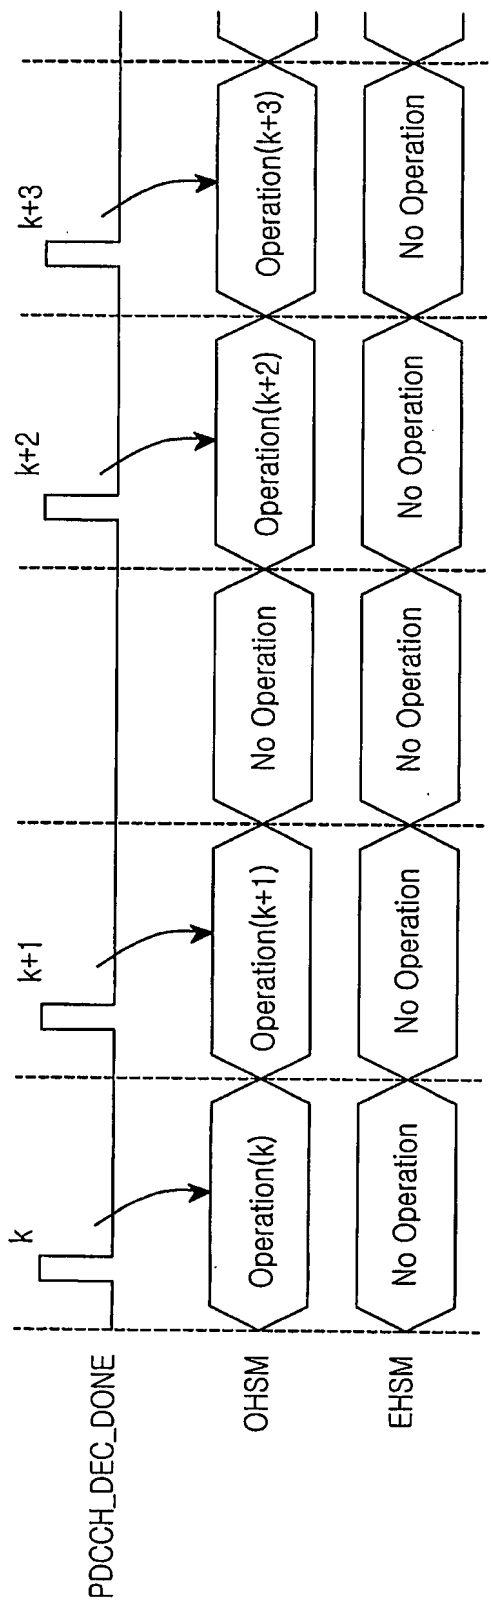 k
k+1
k+2
k+3
PDCCH_DEC_DONE
OHSM
Operation(k)
Operation(k+1)
No Operation
Operation(k+2)
Operation(k+3)
EHSM
No Operation
No Operation
No Operation
No Operation
No Operation